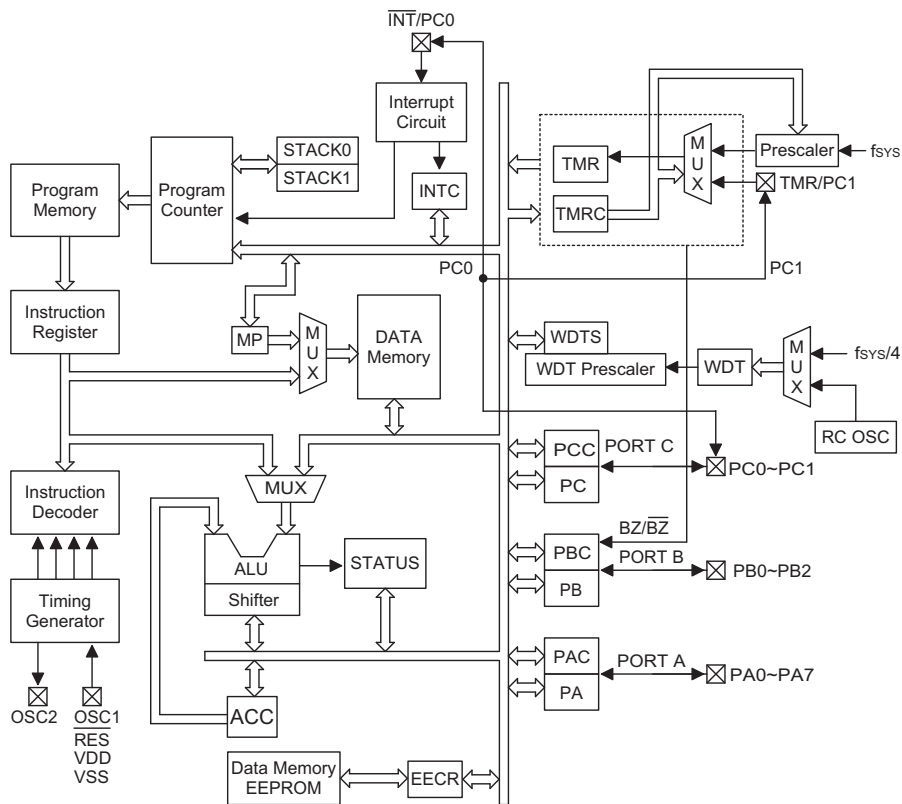 I̅N̅T̅/PC0
Interrupt
Circuit
STACK0
STACK1
INTC
Program
Memory
Program
Counter
TMR
TMRC
M
U
X
Prescaler
fSYS
TMR/PC1
PC0
PC1
Instruction
Register
MP
M
U
X
DATA
Memory
WDTS
WDT Prescaler
WDT
M
U
X
fSYS/4
RC OSC
PCC
PC
PORT C
PC0~PC1
Instruction
Decoder
MUX
ALU
Shifter
STATUS
BZ/B̅Z̅
PBC
PB
PORT B
PB0~PB2
Timing
Generator
PAC
PA
PORT A
PA0~PA7
OSC2
OSC1
R̅E̅S̅
VDD
VSS
ACC
Data Memory
EEPROM
EECR